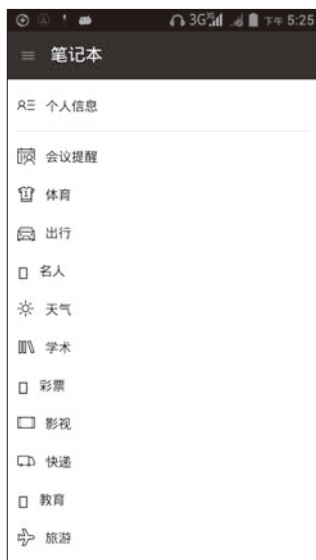 3G 下午 5:25
笔记本
个人信息
会议提醒
体育
出行
名人
天气
学术
彩票
影视
快递
教育
旅游